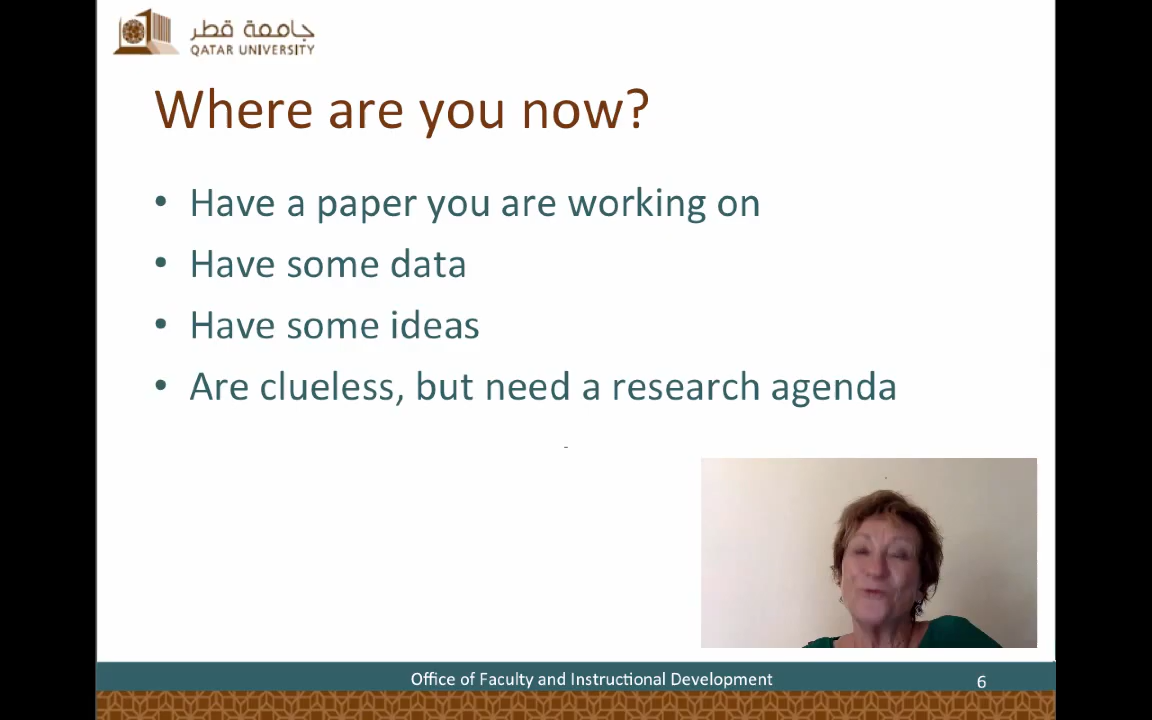 جامعة قطر
QATAR UNIVERSITY
Where are you now?
• Have a paper you are working on
• Have some data
• Have some ideas
• Are clueless, but need a research agenda
Office of Faculty and Instructional Development
6